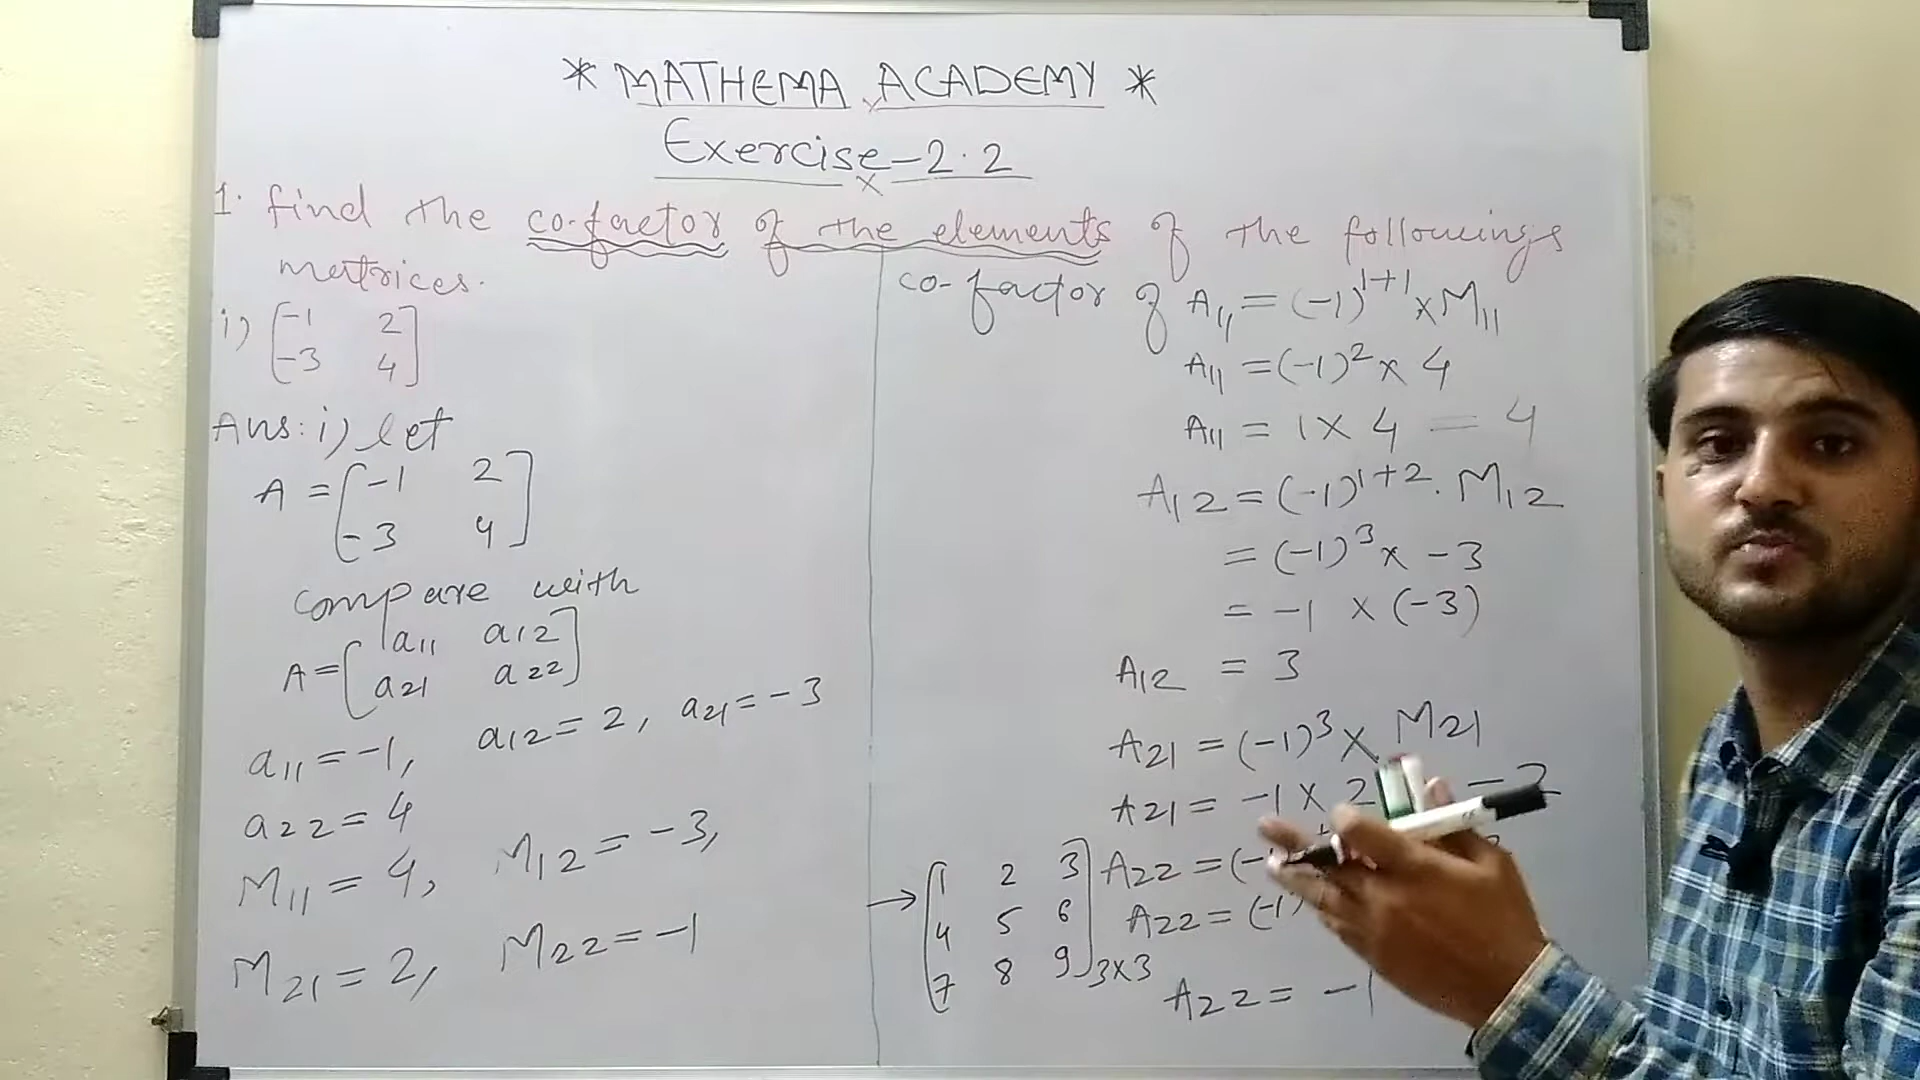 * MATHEMA ACADEMY *
Exercise-2.2
1. find the co-factor of the elements of the followings
metrices.
i) [-1 2
-3 4]
Ans: i) let
A = [-1 2
-3 4]
compare with
A = [a11 a12
a21 a22]
a11 = -1, a12 = 2, a21 = -3
a22 = 4
M11 = 4, M12 = -3,
M21 = 2, M22 = -1
co-factor of A11 = (-1)^1+1 × M11
A11 = (-1)^2 × 4
A11 = 1 × 4 = 4
A12 = (-1)^1+2 . M12
= (-1)^3 × -3
= -1 × (-3)
A12 = 3
A21 = (-1)^3 × M21
A21 = -1 × 2 -2
A22 = (-
A22 = (-1)
A22 = -1
→ [1 2 3
4 5 6
7 8 9] 3×3